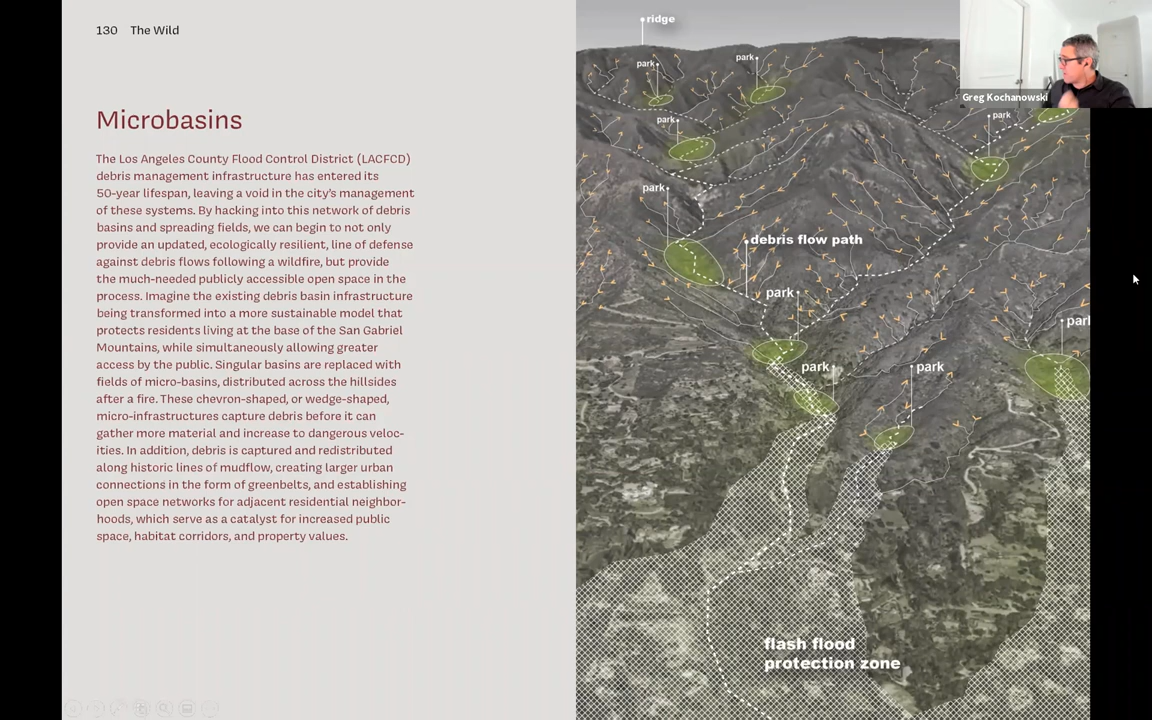 130 The Wild
Microbasins
The Los Angeles County Flood Control District (LACFCD)
debris management infrastructure has entered its
50-year lifespan, leaving a void in the city's management
of these systems. By hacking into this network of debris
basins and spreading fields, we can begin to not only
provide an updated, ecologically resilient, line of defense
against debris flows following a wildfire, but provide
the much-needed publicly accessible open space in the
process. Imagine the existing debris basin infrastructure
being transformed into a more sustainable model that
protects residents living at the base of the San Gabriel
Mountains, while simultaneously allowing greater
access by the public. Singular basins are replaced with
fields of micro-basins, distributed across the hillsides
after a fire. These chevron-shaped, or wedge-shaped,
micro-infrastructures capture debris before it can
gather more material and increase to dangerous veloc-
ities. In addition, debris is captured and redistributed
along historic lines of mudflow, creating larger urban
connections in the form of greenbelts, and establishing
open space networks for adjacent residential neighbor-
hoods, which serve as a catalyst for increased public
space, habitat corridors, and property values.
ridge
park
park
park
park
park
debris flow path
park
park
park
park
flash flood
protection zone
Greg Kochanowski